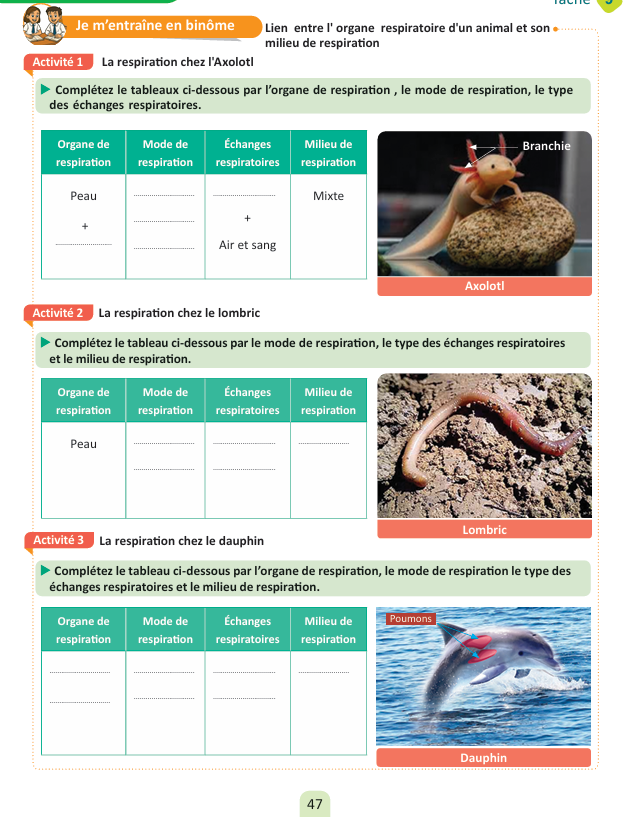 Tâche 9
Je m'entraîne en binôme
Lien entre l' organe respiratoire d'un animal et son
milieu de respiration
Activité 1 La respiration chez l'Axolotl
Complétez le tableaux ci-dessous par l'organe de respiration , le mode de respiration, le type
des échanges respiratoires.
Organe de respiration
Mode de respiration
Échanges respiratoires
Milieu de respiration
Peau
+
+
Air et sang
Mixte
Branchie
Axolotl
Activité 2 La respiration chez le lombric
Complétez le tableau ci-dessous par le mode de respiration, le type des échanges respiratoires
et le milieu de respiration.
Organe de respiration
Mode de respiration
Échanges respiratoires
Milieu de respiration
Peau
Lombric
Activité 3 La respiration chez le dauphin
Complétez le tableau ci-dessous par l'organe de respiration, le mode de respiration le type des
échanges respiratoires et le milieu de respiration.
Organe de respiration
Mode de respiration
Échanges respiratoires
Milieu de respiration
Poumons
Dauphin
47